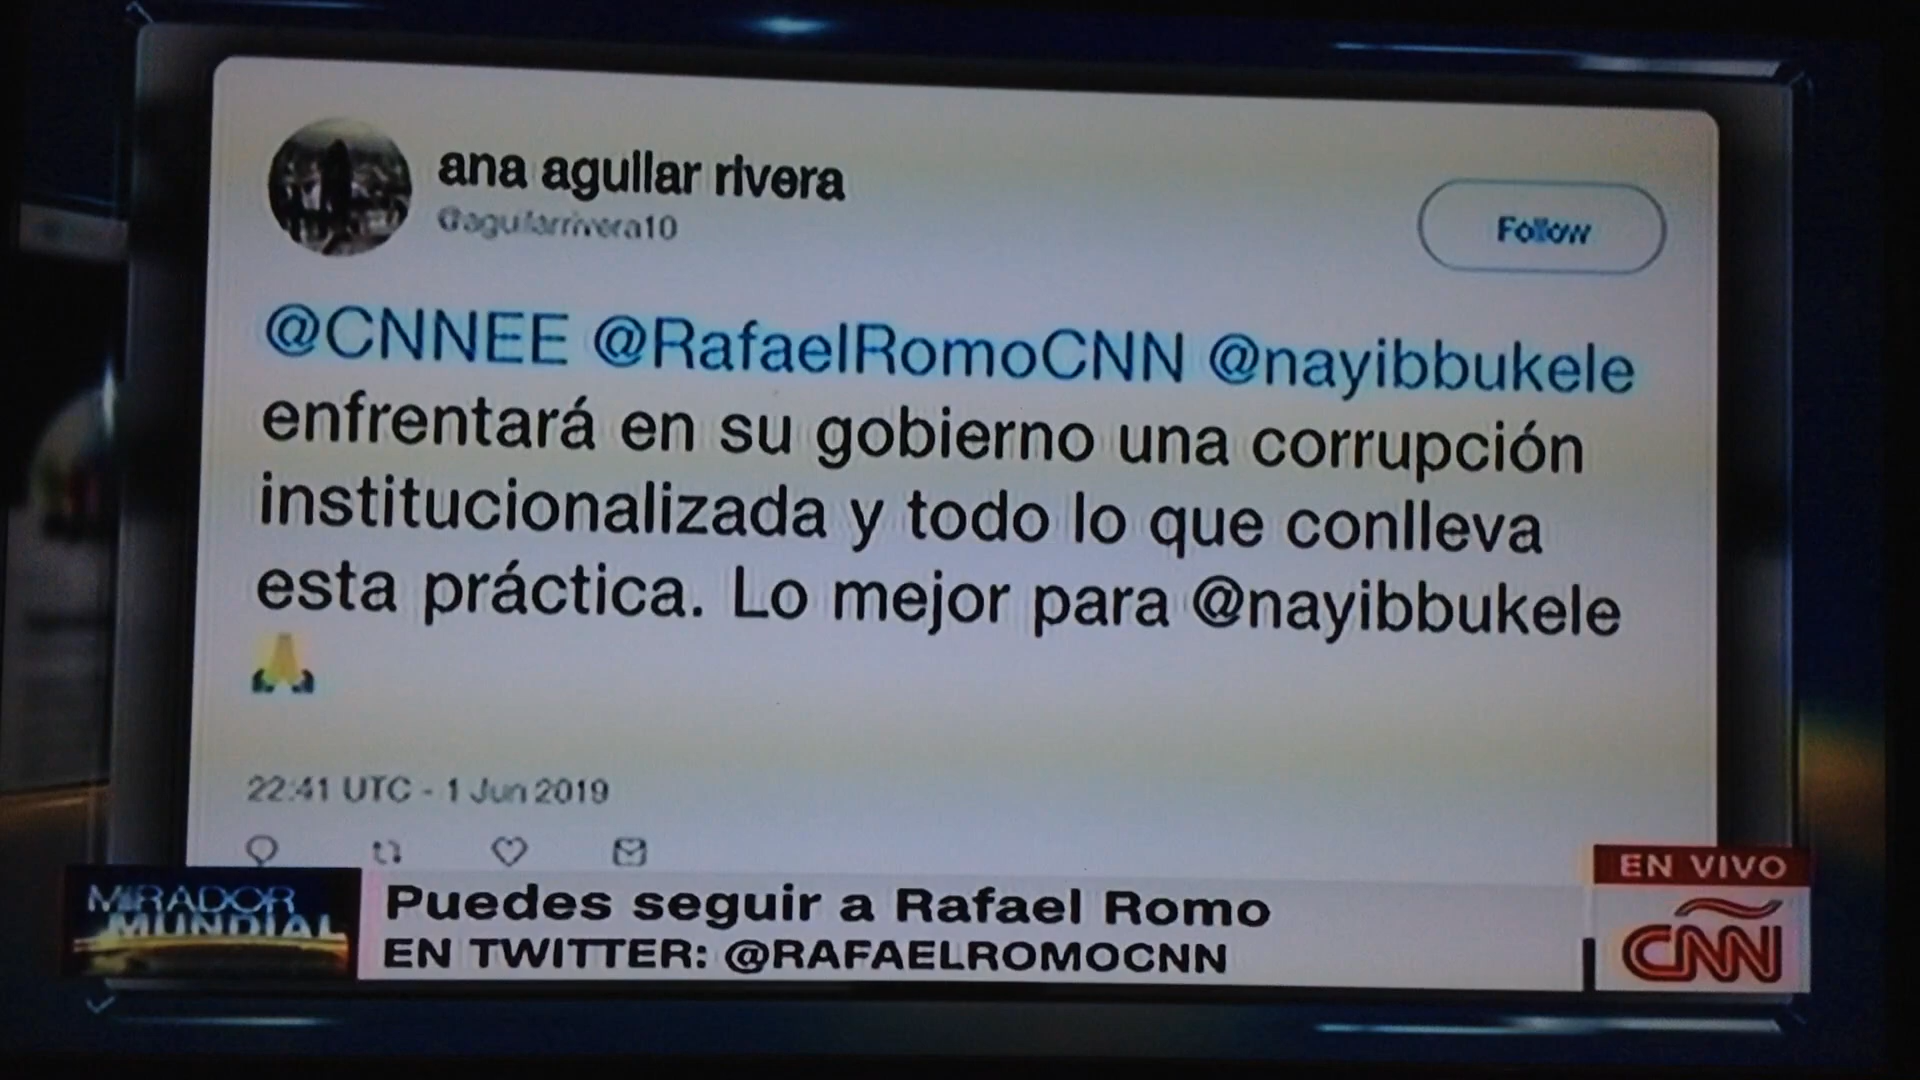 ana aguilar rivera
@aguilarrivera10
Follow
@CNNEE @RafaelRomoCNN @nayibbukele
enfrentará en su gobierno una corrupción
institucionalizada y todo lo que conlleva
esta práctica. Lo mejor para @nayibbukele
🙏
22:41 UTC - 1 Jun 2019
MIRADOR
MUNDIAL
Puedes seguir a Rafael Romo
EN TWITTER: @RAFAELROMOCNN
EN VIVO
CNN